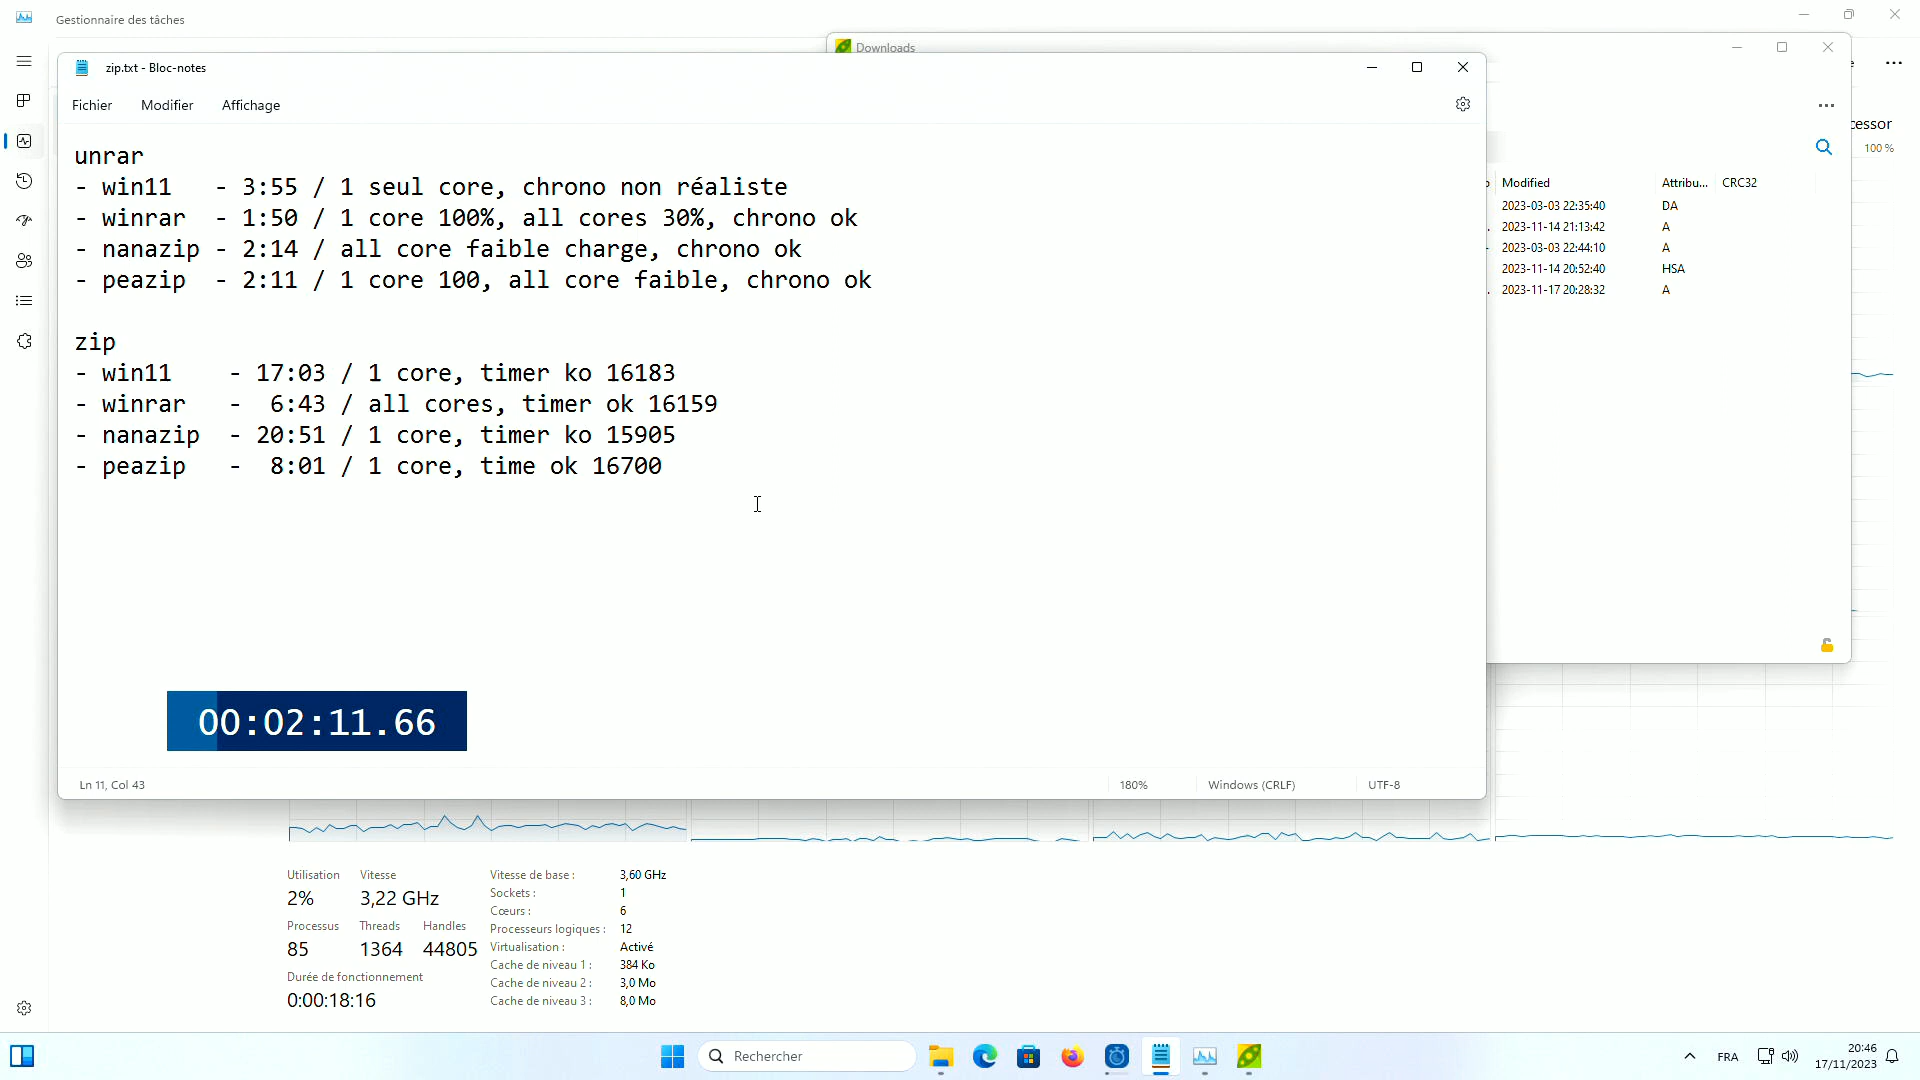 Gestionnaire des tâches
Downloads
zip.txt - Bloc-notes
Fichier Modifier Affichage
unrar
- win11 - 3:55 / 1 seul core, chrono non réaliste
- winrar - 1:50 / 1 core 100%, all cores 30%, chrono ok
- nanazip - 2:14 / all core faible charge, chrono ok
- peazip - 2:11 / 1 core 100, all core faible, chrono ok
zip
- win11 - 17:03 / 1 core, timer ko 16183
- winrar - 6:43 / all cores, timer ok 16159
- nanazip - 20:51 / 1 core, timer ko 15905
- peazip - 8:01 / 1 core, time ok 16700
00:02:11.66
Ln 11, Col 43 180% Windows (CRLF) UTF-8
cessor
100 %
Modified Attribu... CRC32
2023-03-03 22:35:40 DA
2023-11-14 21:13:42 A
2023-03-03 22:44:10 A
2023-11-14 20:52:40 HSA
2023-11-17 20:28:32 A
Utilisation Vitesse
2% 3,22 GHz
Processus Threads Handles
85 1364 44805
Durée de fonctionnement
0:00:18:16
Vitesse de base : 3,60 GHz
Sockets : 1
Cœurs : 6
Processeurs logiques : 12
Virtualisation : Activé
Cache de niveau 1 : 384 Ko
Cache de niveau 2 : 3,0 Mo
Cache de niveau 3 : 8,0 Mo
Rechercher
FRA
20:46
17/11/2023